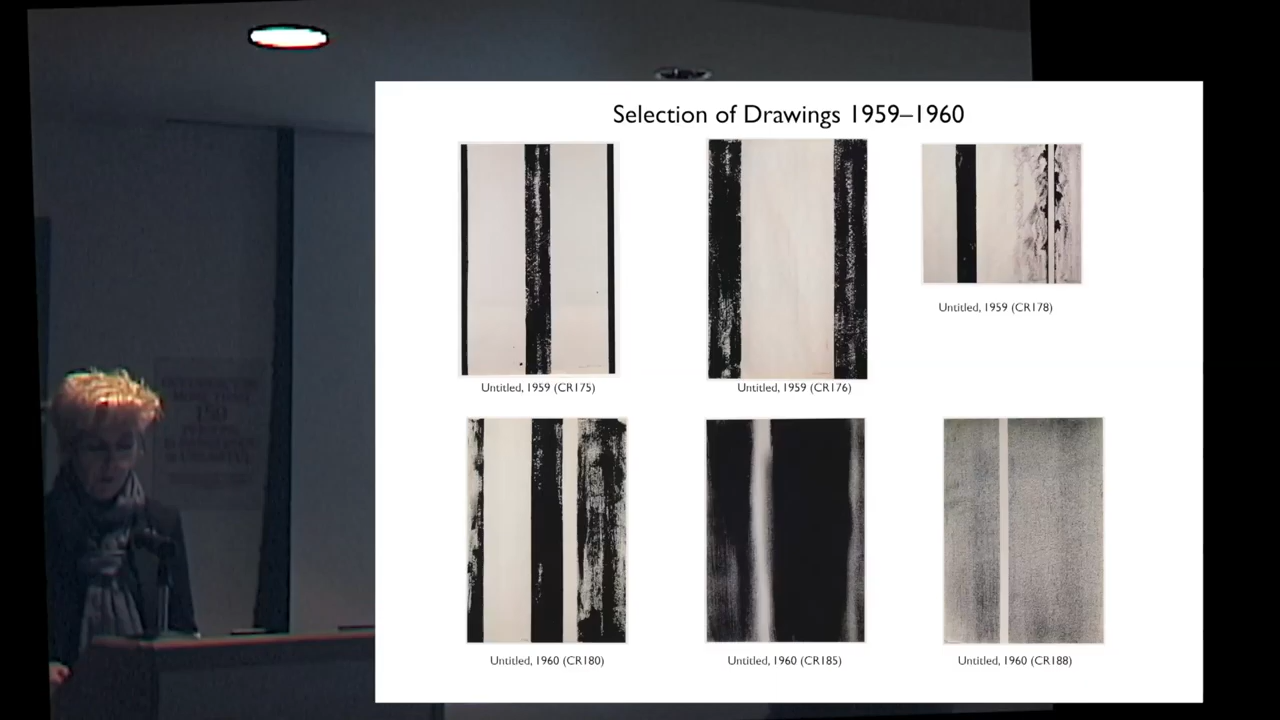 Selection of Drawings 1959–1960
Untitled, 1959 (CR175)
Untitled, 1959 (CR176)
Untitled, 1959 (CR178)
Untitled, 1960 (CR180)
Untitled, 1960 (CR185)
Untitled, 1960 (CR188)